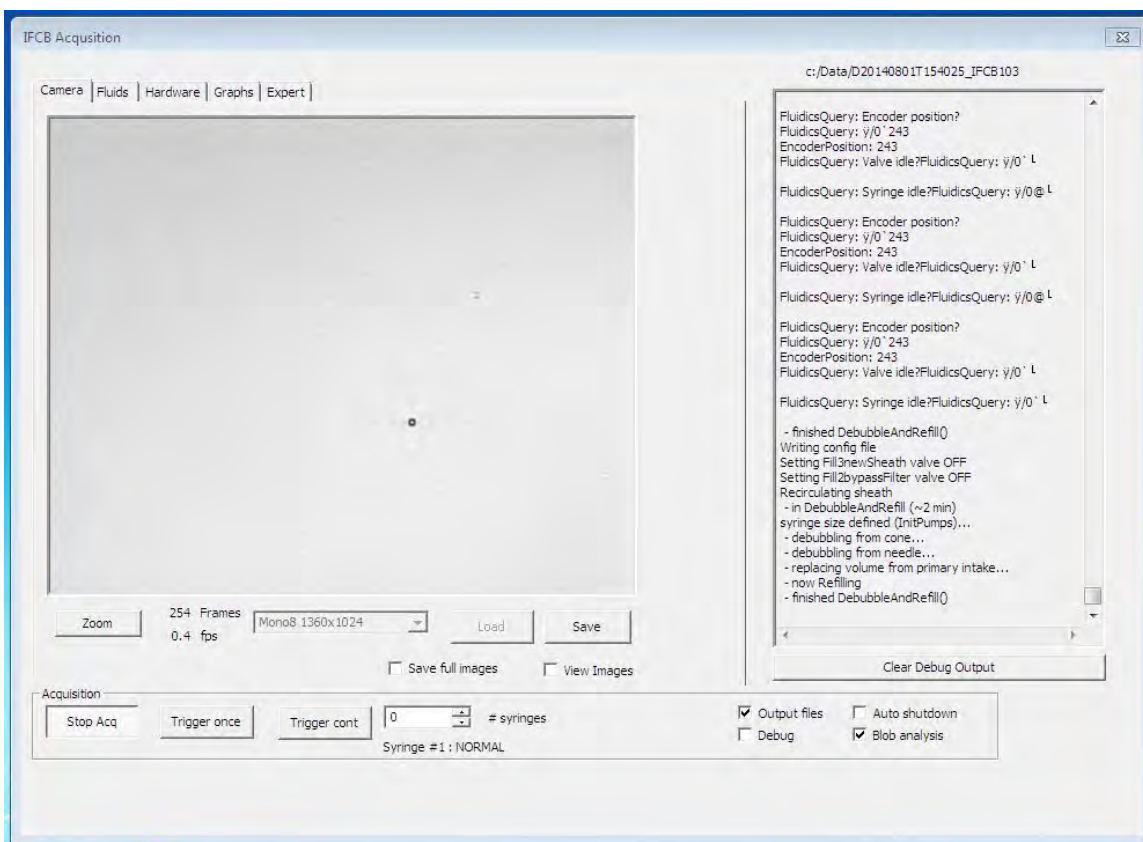 IFCB Acqusition
c:/Data/D20140801T154025_IFCB103
Camera Fluids Hardware Graphs Expert
FluidicsQuery: Encoder position?
FluidicsQuery: ÿ/0`243
EncoderPosition: 243
FluidicsQuery: Valve idle?FluidicsQuery: ÿ/0` └
FluidicsQuery: Syringe idle?FluidicsQuery: ÿ/0@ └
FluidicsQuery: Encoder position?
FluidicsQuery: ÿ/0`243
EncoderPosition: 243
FluidicsQuery: Valve idle?FluidicsQuery: ÿ/0` └
FluidicsQuery: Syringe idle?FluidicsQuery: ÿ/0@ └
FluidicsQuery: Encoder position?
FluidicsQuery: ÿ/0`243
EncoderPosition: 243
FluidicsQuery: Valve idle?FluidicsQuery: ÿ/0` └
FluidicsQuery: Syringe idle?FluidicsQuery: ÿ/0` └
- finished DebubbleAndRefill()
Writing config file
Setting Fill3newSheath valve OFF
Setting Fill2bypassFilter valve OFF
Recirculating sheath
- in DebubbleAndRefill (~2 min)
syringe size defined (InitPumps)...
- debubbling from cone...
- debubbling from needle...
- replacing volume from primary intake...
- now Refilling
- finished DebubbleAndRefill()
Clear Debug Output
Zoom
254 Frames
0.4 fps
Mono8 1360x1024
Load
Save
Save full images
View Images
Acquisition
Stop Acq
Trigger once
Trigger cont
0
# syringes
Syringe #1 : NORMAL
Output files
Auto shutdown
Debug
Blob analysis